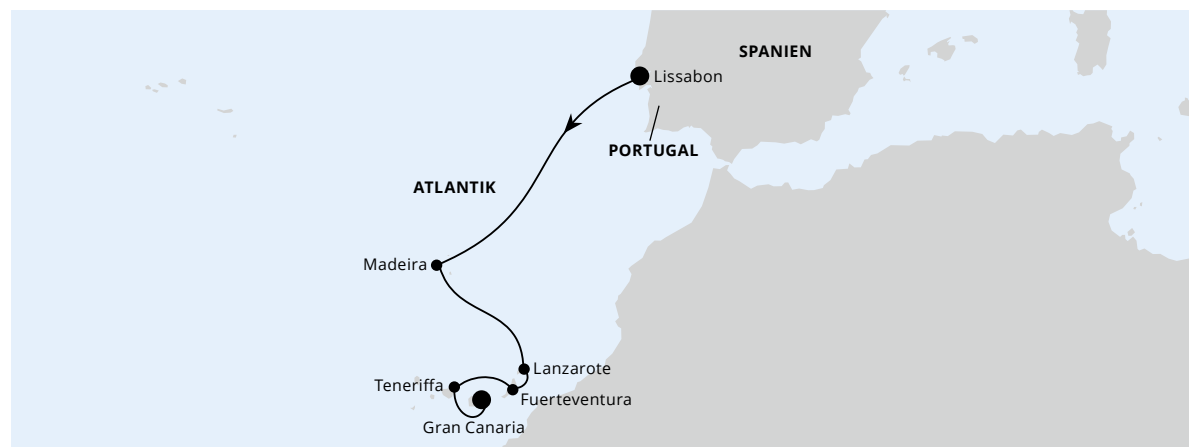 SPANIEN
Lissabon
PORTUGAL
ATLANTIK
Madeira
Lanzarote
Teneriffa
Fuerteventura
Gran Canaria